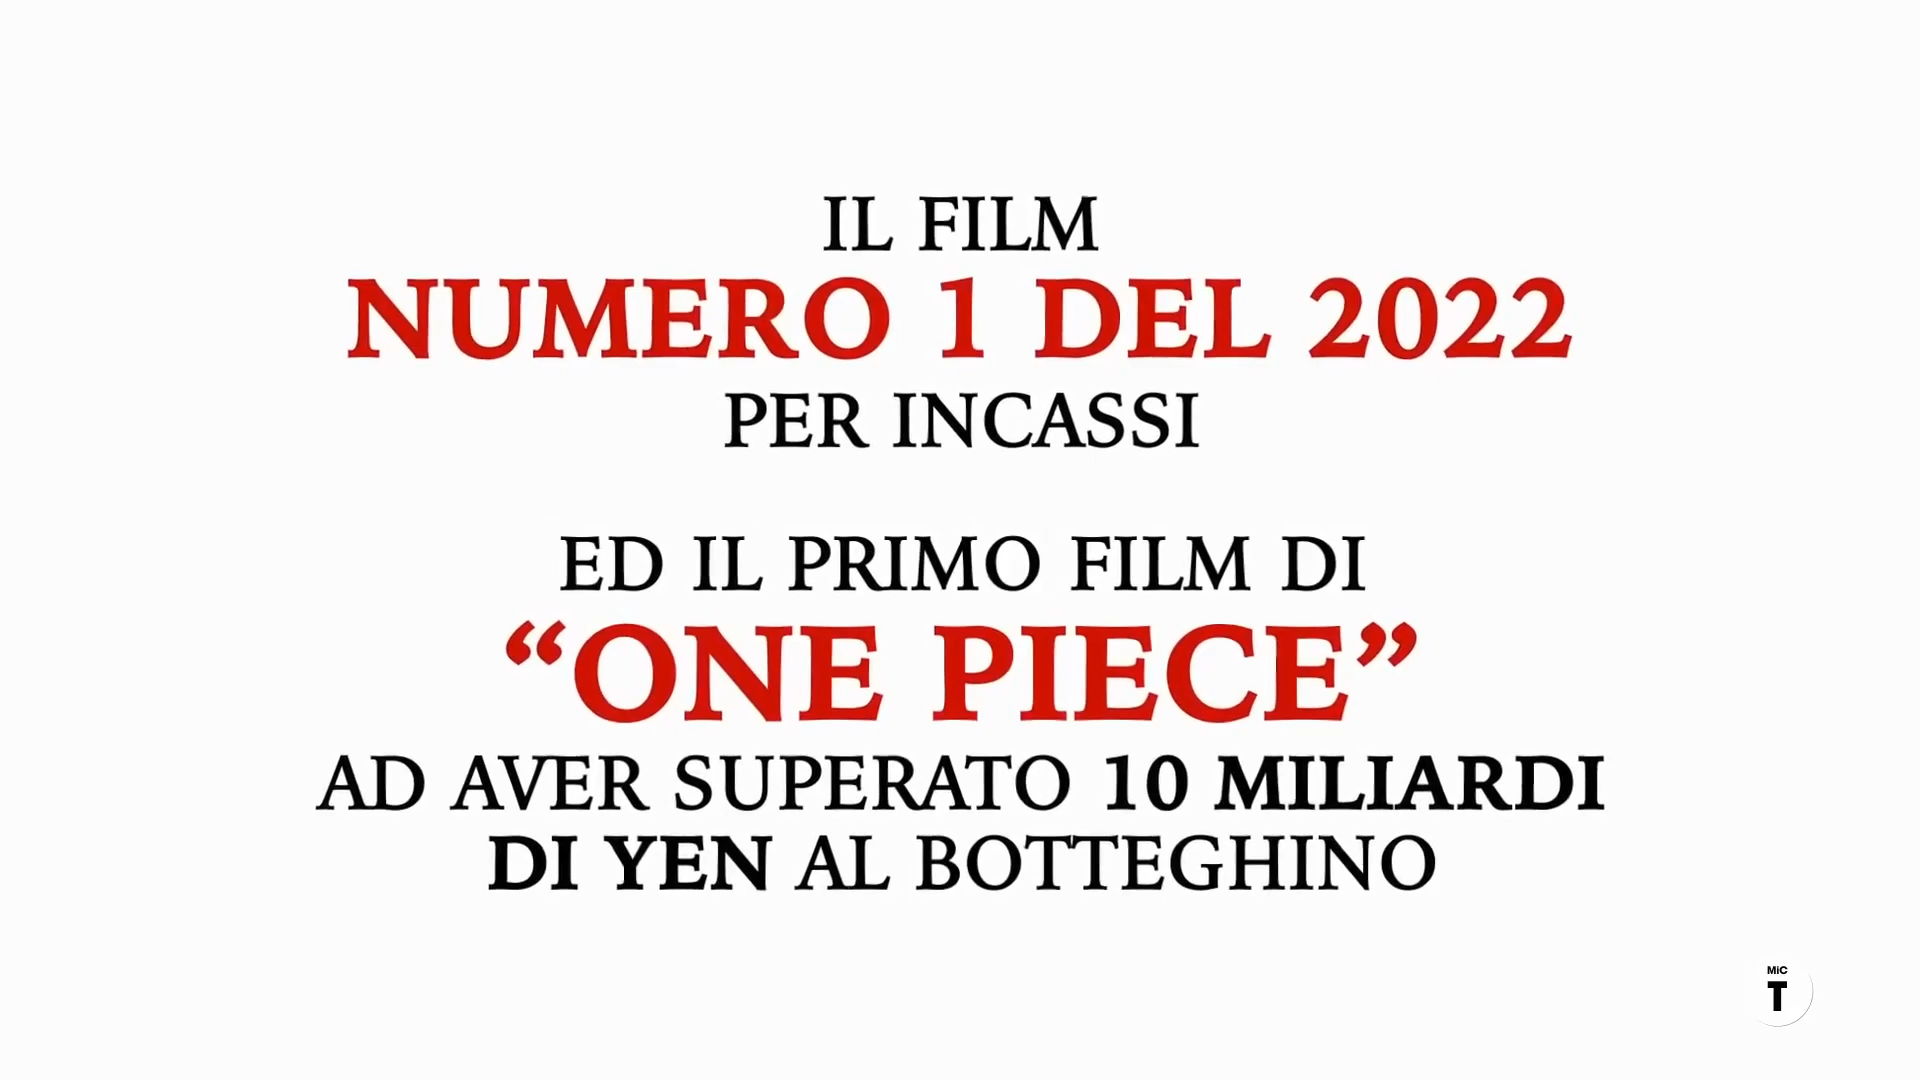 IL FILM
NUMERO 1 DEL 2022
PER INCASSI
ED IL PRIMO FILM DI
“ONE PIECE”
AD AVER SUPERATO 10 MILIARDI
DI YEN AL BOTTEGHINO
MiC
T